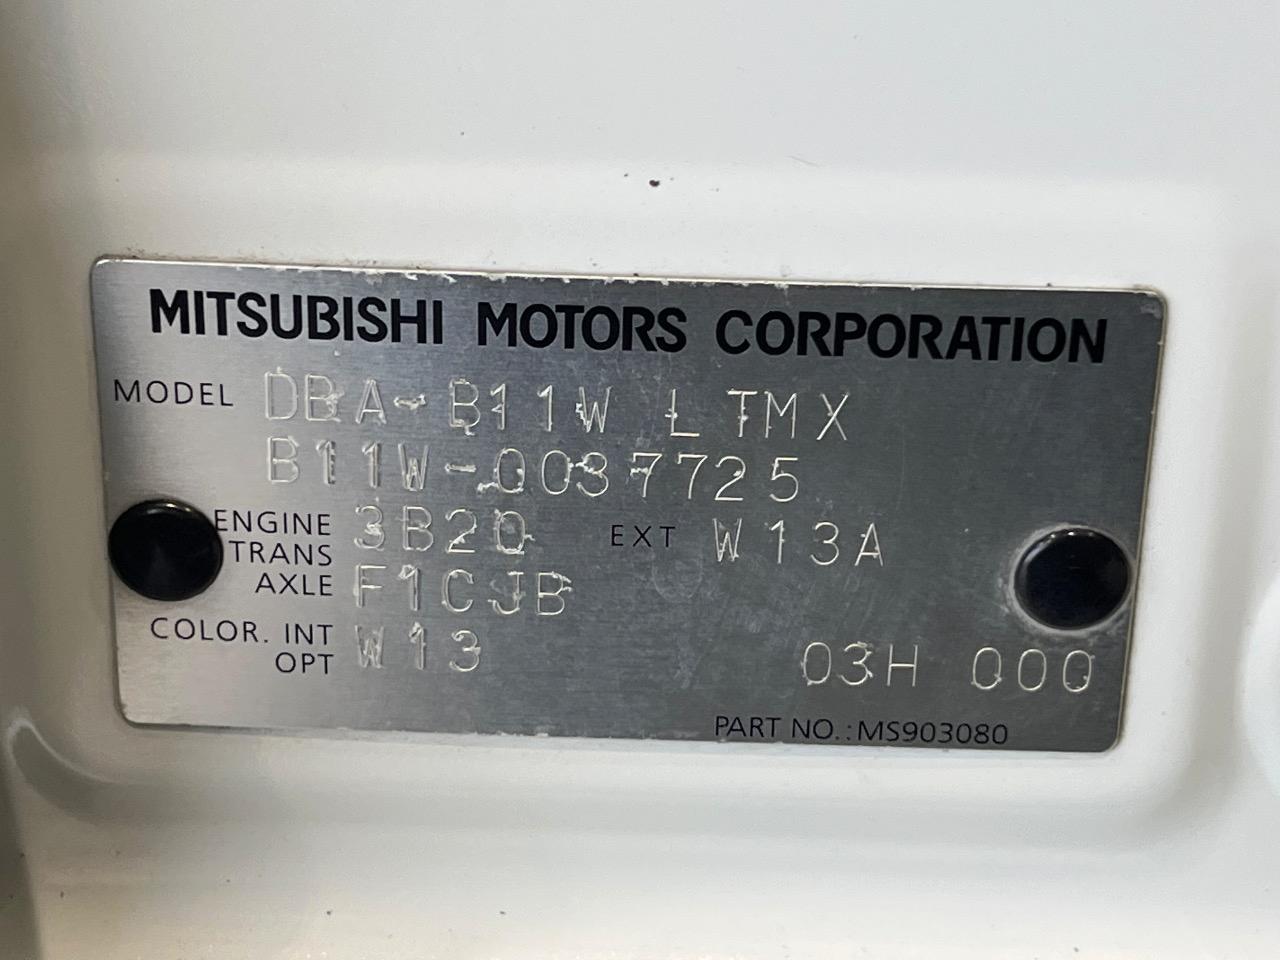 MITSUBISHI MOTORS CORPORATION
MODEL DBA-B11W LTMX
B11W-0037725
ENGINE 3B20 EXT W13A
TRANS
AXLE F1CJB
COLOR. INT W13
OPT 03H 000
PART NO.:MS903080